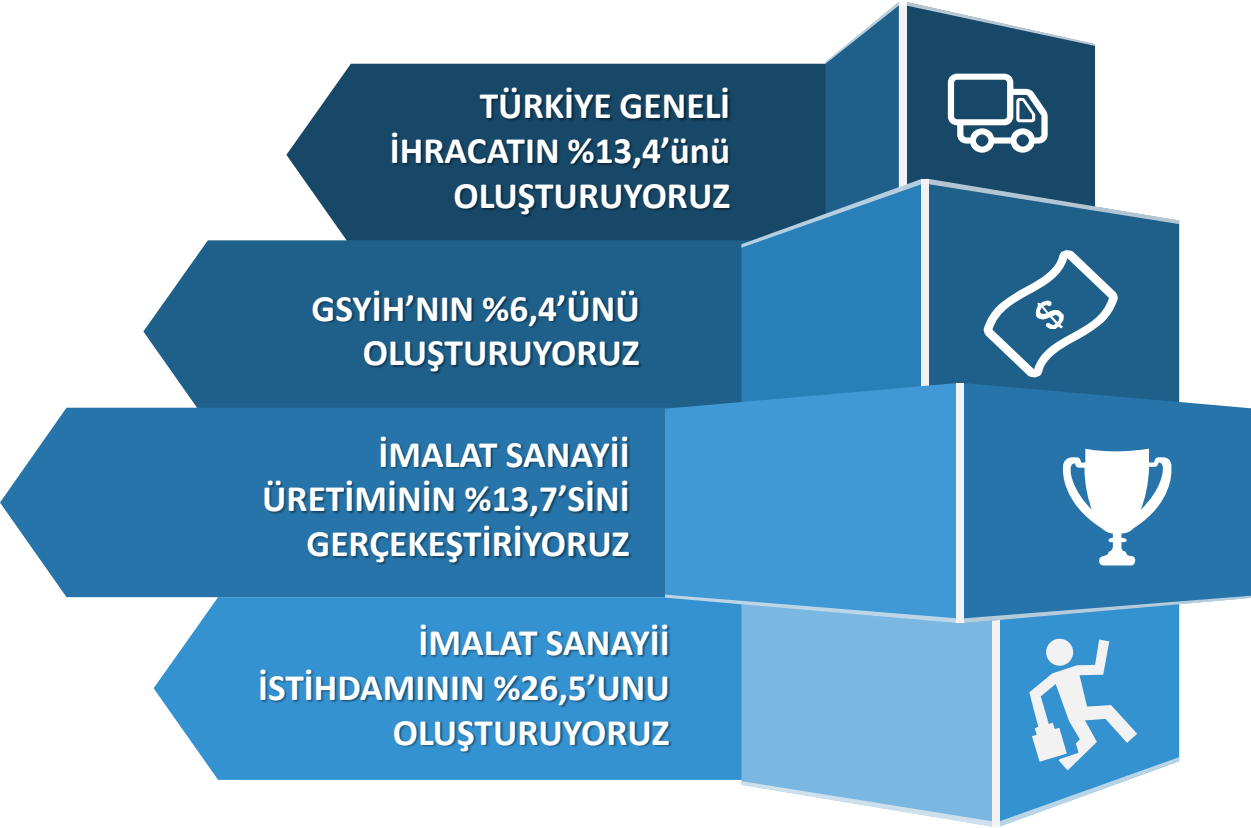 TÜRKİYE GENELİ
İHRACATIN %13,4’ünü
OLUŞTURUYORUZ
GSYİH’NIN %6,4’ÜNÜ
OLUŞTURUYORUZ
İMALAT SANAYİİ
ÜRETİMİNİN %13,7’SİNİ
GERÇEKEŞTİRİYORUZ
İMALAT SANAYİİ
İSTİHDAMININ %26,5’UNU
OLUŞTURUYORUZ
$